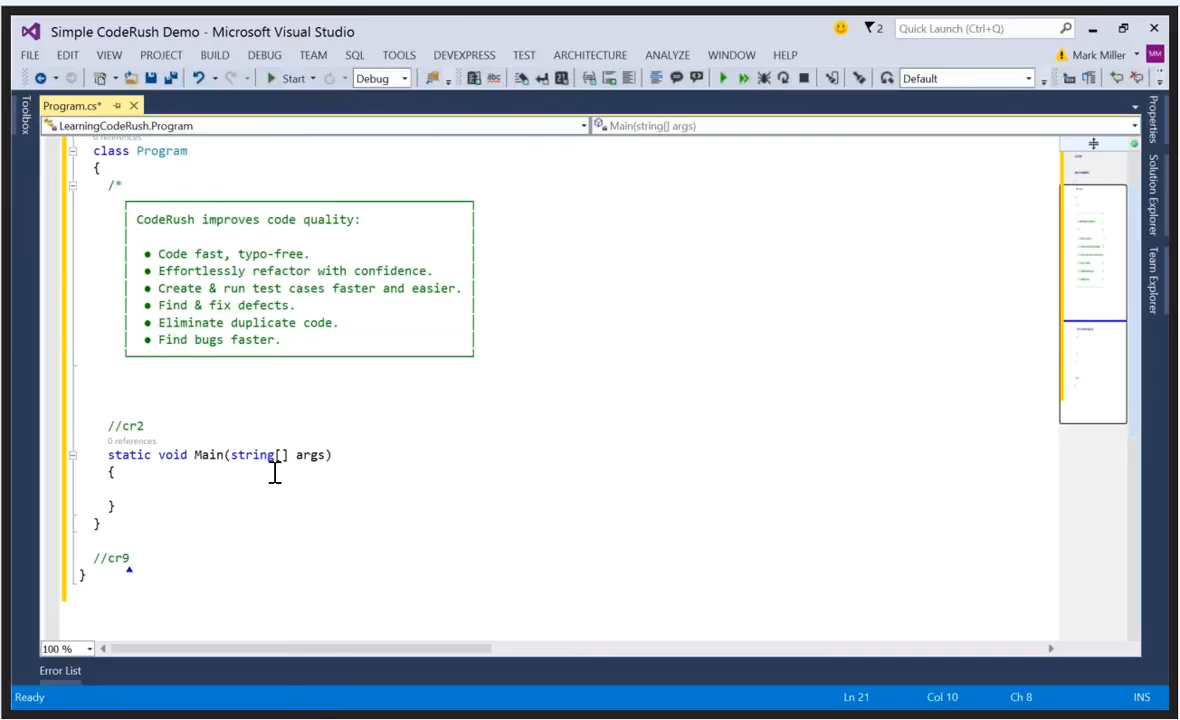 Simple CodeRush Demo - Microsoft Visual Studio
2
Quick Launch (Ctrl+Q)
FILE EDIT VIEW PROJECT BUILD DEBUG TEAM SQL TOOLS DEVEXPRESS TEST ARCHITECTURE ANALYZE WINDOW HELP
Mark Miller MM
Start Debug abc Default
Toolbox
Program.cs*
LearningCodeRush.Program
Main(string[] args)
0 references
class Program
{
/*
CodeRush improves code quality:
● Code fast, typo-free.
● Effortlessly refactor with confidence.
● Create & run test cases faster and easier.
● Find & fix defects.
● Eliminate duplicate code.
● Find bugs faster.
//cr2
0 references
static void Main(string[] args)
{
}
}
//cr9
}
Properties
Solution Explorer
Team Explorer
100 %
Error List
Ready
Ln 21
Col 10
Ch 8
INS